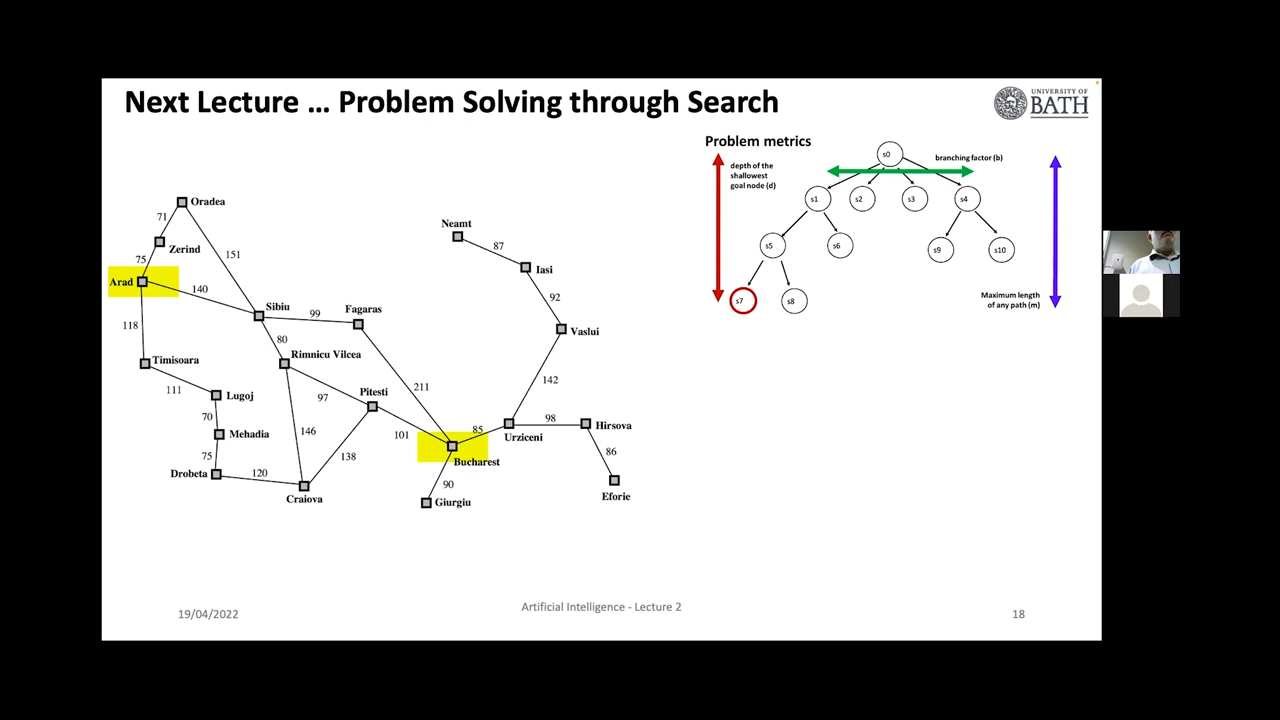 Next Lecture ... Problem Solving through Search
UNIVERSITY OF
BATH
Problem metrics
depth of the
shallowest
goal node (d)
branching factor (b)
s0
s1
s2
s3
s4
s5
s6
s9
s10
s7
s8
Maximum length
of any path (m)
Oradea
71
Zerind
151
75
Arad
140
Sibiu
99
Fagaras
118
80
Timisoara
Rimnicu Vilcea
111
Lugoj
97
Pitesti
211
70
Mehadia
146
101
75
138
Drobeta
120
Craiova
Neamt
87
Iasi
92
Vaslui
142
98
Hirsova
85
Urziceni
86
Bucharest
90
Giurgiu
Eforie
19/04/2022
Artificial Intelligence - Lecture 2
18